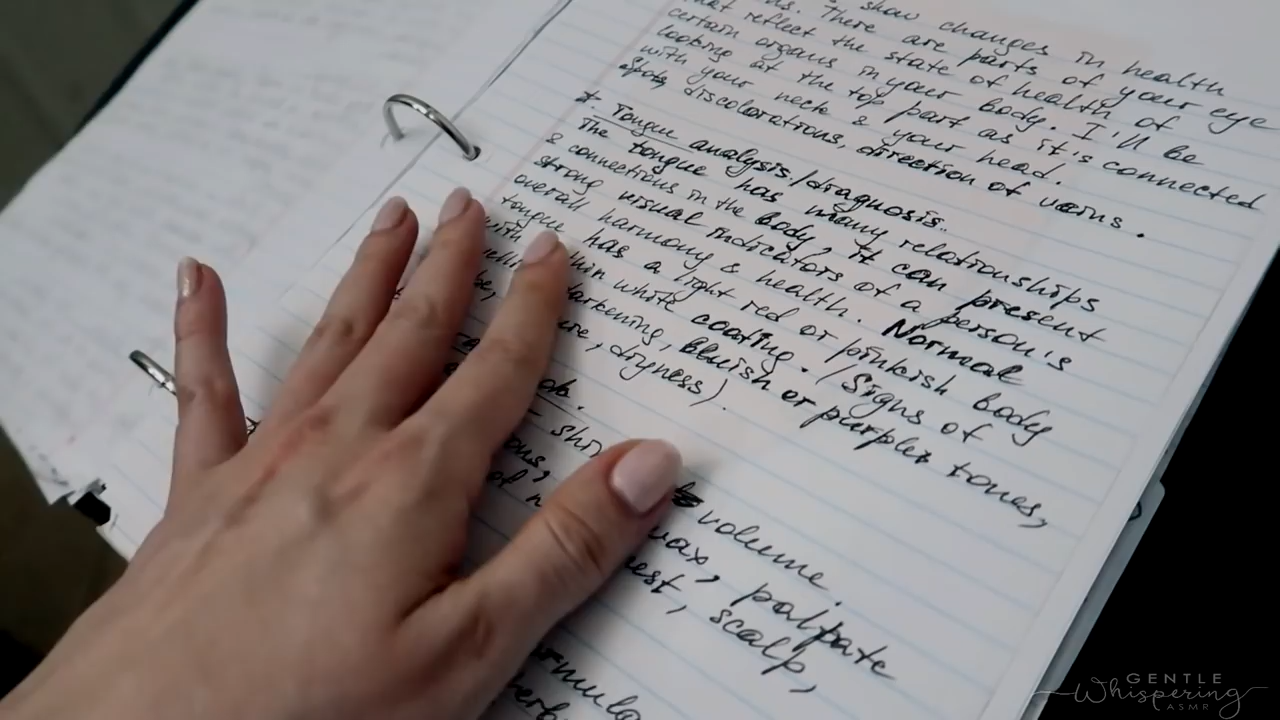 show changes in health
There are parts of your eye
that reflect the state of health of
certain organs in your body. I'll be
looking at the top part as it's connected
with your neck & your head.
spots, discolorations, direction of veins.
* Tongue analysis/diagnosis.
The tongue has many relationships
& connections in the body, it can present
strong visual indicators of a person's
overall harmony & health. Normal
tongue has a light red or pinkish body
with thin white coating. (Signs of
darkening, bluish or purples tones,
dryness).
volume.
palpate
scalp,
GENTLE
Whispering
ASMR